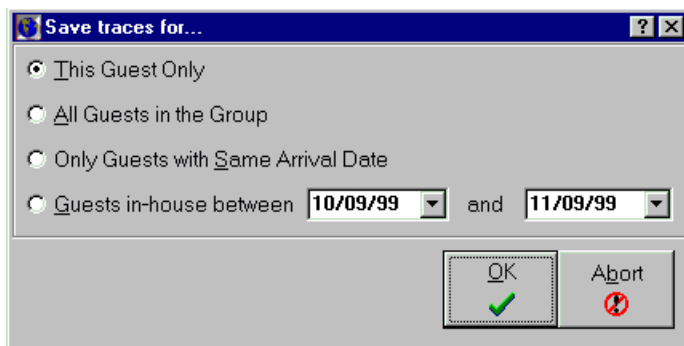 Save traces for...
This Guest Only
All Guests in the Group
Only Guests with Same Arrival Date
Guests in-house between 10/09/99 and 11/09/99
OK Abort